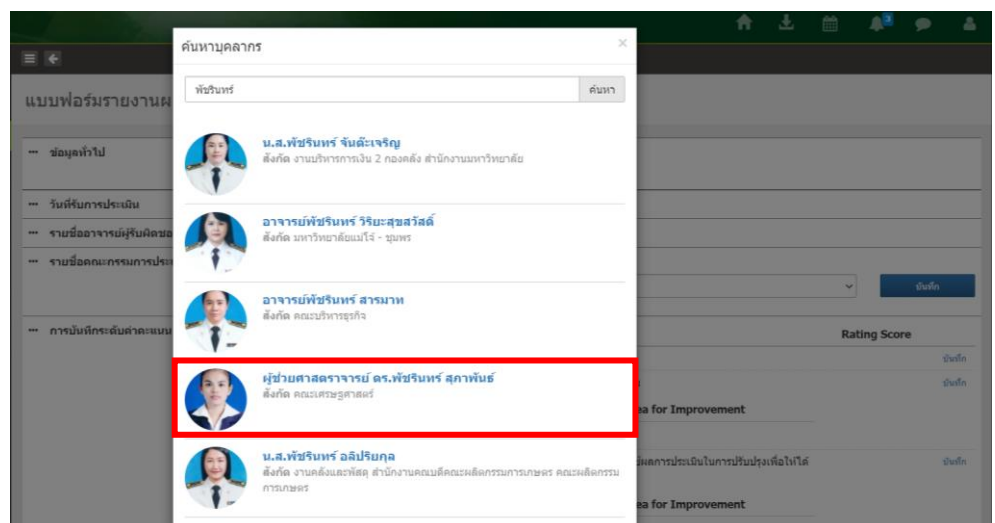 3
ค้นหาบุคลากร ×
แบบฟอร์มรายงานผ
พัชรินทร์ ค้นหา
ข้อมูลทั่วไป
น.ส.พัชรินทร์ จันต๊ะเจริญ
สังกัด งานบริหารการเงิน 2 กองคลัง สำนักงานมหาวิทยาลัย
วันที่รับการประเมิน
รายชื่ออาจารย์ผู้รับผิดชอ
อาจารย์พัชรินทร์ วิริยะสุขสวัสดิ์
สังกัด มหาวิทยาลัยแม่โจ้ - ชุมพร
รายชื่อคณะกรรมการประเ
บันทึก
อาจารย์พัชรินทร์ สารมาท
สังกัด คณะบริหารธุรกิจ
การบันทึกระดับค่าคะแนน
Rating Score
บันทึก
ผู้ช่วยศาสตราจารย์ ดร.พัชรินทร์ สุภาพันธ์
สังกัด คณะเศรษฐศาสตร์
บันทึก
ea for Improvement
น.ส.พัชรินทร์ อลิปริยกุล
สังกัด งานคลังและพัสดุ สำนักงานคณบดีคณะผลิตกรรมการเกษตร คณะผลิตกรรม
การเกษตร
ผลการประเมินในการปรับปรุงเพื่อให้ได้ บันทึก
ea for Improvement